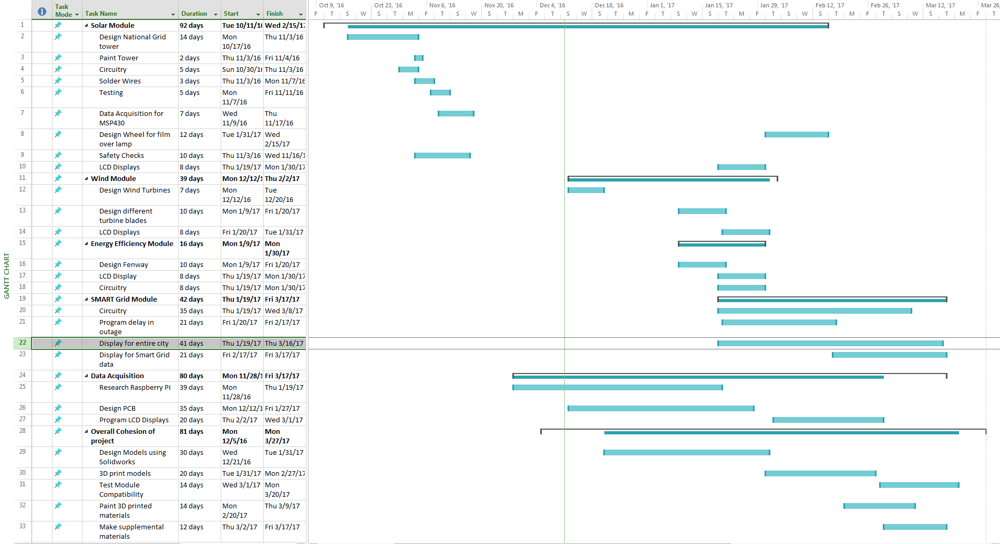 Task Mode Task Name Duration Start Finish
Oct 9, '16 Oct 23, '16 Nov 6, '16 Nov 20, '16 Dec 4, '16 Dec 18, '16 Jan 1, '17 Jan 15, '17 Jan 29, '17 Feb 12, '17 Feb 26, '17 Mar 12, '17 Mar 26,
F T S W S T M F T S W S T M F T S W S T M F T S W S T M F T S W S T M F T S W S T M F T
GANTT CHART
1 Solar Module 92 days Tue 10/11/16 Wed 2/15/17
2 Design National Grid tower 14 days Mon 10/17/16 Thu 11/3/16
3 Paint Tower 2 days Thu 11/3/16 Fri 11/4/16
4 Circuitry 5 days Sun 10/30/16 Thu 11/3/16
5 Solder Wires 3 days Thu 11/3/16 Mon 11/7/16
6 Testing 5 days Mon 11/7/16 Fri 11/11/16
7 Data Acquisition for MSP430 7 days Wed 11/9/16 Thu 11/17/16
8 Design Wheel for film over lamp 12 days Tue 1/31/17 Wed 2/15/17
9 Safety Checks 10 days Thu 11/3/16 Wed 11/16/1
10 LCD Displays 8 days Thu 1/19/17 Mon 1/30/17
11 Wind Module 39 days Mon 12/12/1 Thu 2/2/17
12 Design Wind Turbines 7 days Mon 12/12/16 Tue 12/20/16
13 Design different turbine blades 10 days Mon 1/9/17 Fri 1/20/17
14 LCD Displays 8 days Fri 1/20/17 Tue 1/31/17
15 Energy Efficiency Module 16 days Mon 1/9/17 Mon 1/30/17
16 Design Fenway 10 days Mon 1/9/17 Fri 1/20/17
17 LCD Display 8 days Thu 1/19/17 Mon 1/30/17
18 Circuitry 8 days Thu 1/19/17 Mon 1/30/17
19 SMART Grid Module 42 days Thu 1/19/17 Fri 3/17/17
20 Circuitry 35 days Thu 1/19/17 Wed 3/8/17
21 Program delay in outage 21 days Fri 1/20/17 Fri 2/17/17
22 Display for entire city 41 days Thu 1/19/17 Thu 3/16/17
23 Display for Smart Grid data 21 days Fri 2/17/17 Fri 3/17/17
24 Data Acquisition 80 days Mon 11/28/1 Fri 3/17/17
25 Research Raspberry Pi 39 days Mon 11/28/16 Thu 1/19/17
26 Design PCB 35 days Mon 12/12/1 Fri 1/27/17
27 Program LCD Displays 20 days Thu 2/2/17 Wed 3/1/17
28 Overall Cohesion of project 81 days Mon 12/5/16 Mon 3/27/17
29 Design Models using Solidworks 30 days Wed 12/21/16 Tue 1/31/17
30 3D print models 20 days Tue 1/31/17 Mon 2/27/17
31 Test Module Compatibility 14 days Wed 3/1/17 Mon 3/20/17
32 Paint 3D printed materials 14 days Mon 2/20/17 Thu 3/9/17
33 Make supplemental materials 12 days Thu 3/2/17 Fri 3/17/17